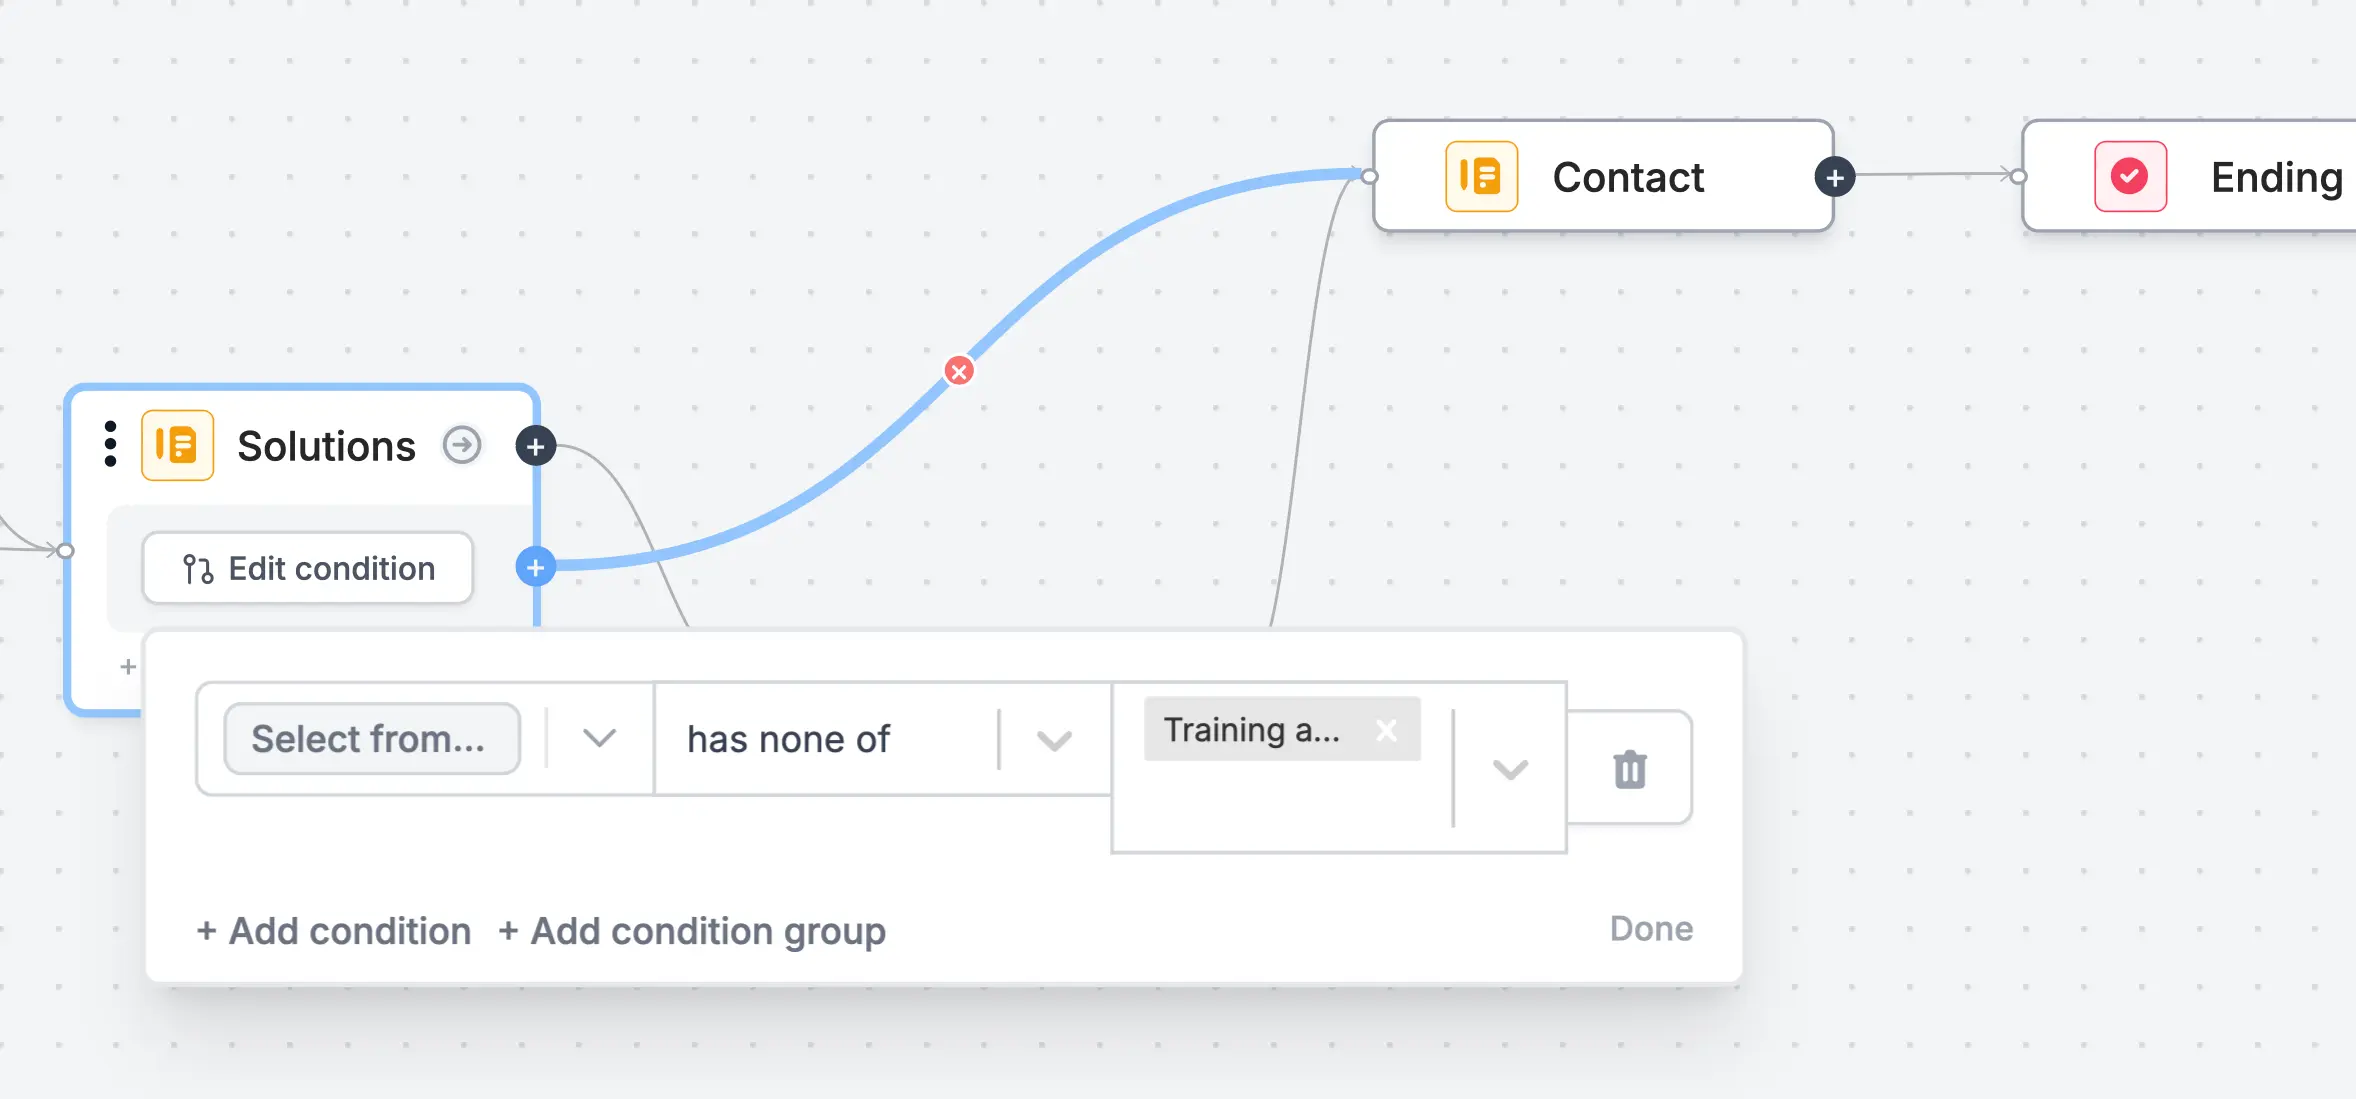 Contact
Ending
Solutions
Edit condition
+
Select from...
has none of
Training a...
+ Add condition
+ Add condition group
Done